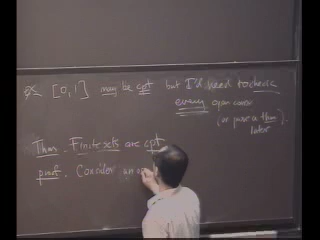 Ex [0,1] may be cpt but I'll need to check
every open cover
(or prove a thm
later).
Thm. Finite sets are cpt
proof. Consider an o